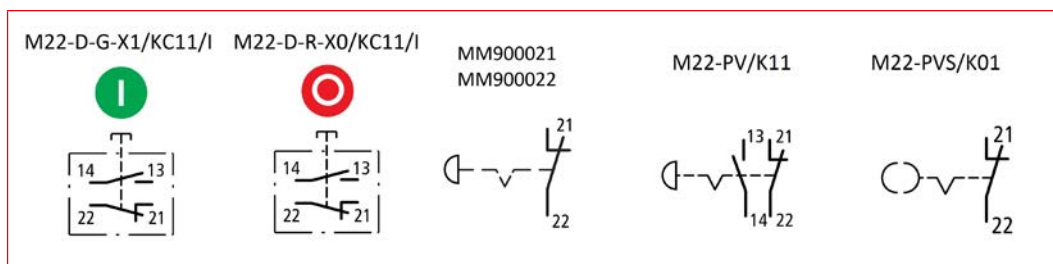 M22-D-G-X1/KC11/I M22-D-R-X0/KC11/I MM900021 M22-PV/K11 M22-PVS/K01
MM900022
I O
14 13 14 13 21 13 21 21
22 21 22 21 22 14 22 22